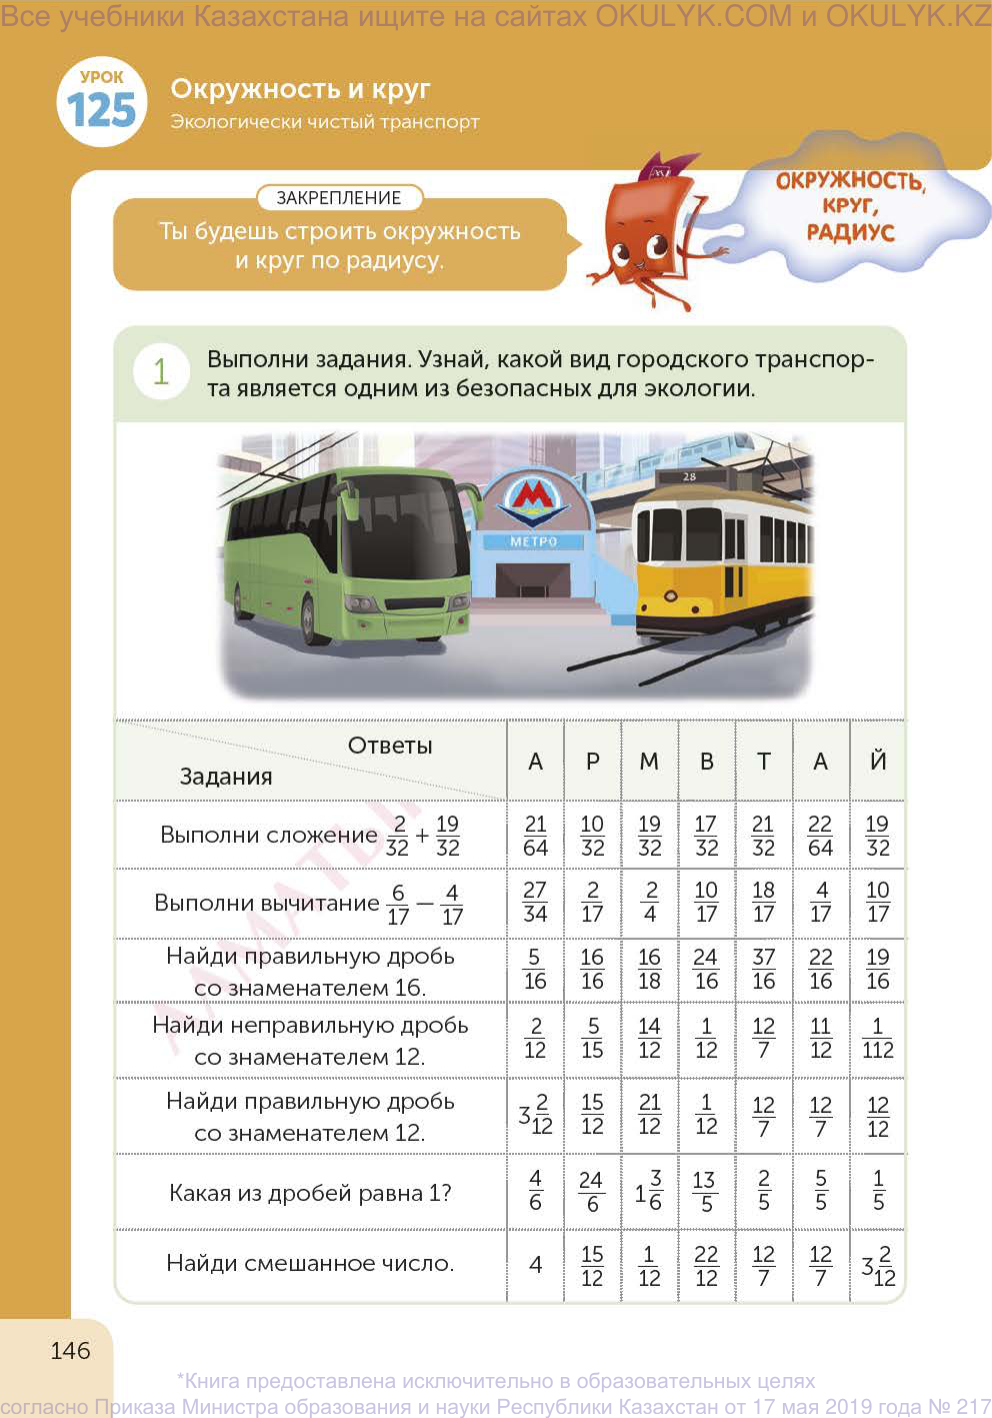 Все учебники Казахстана ищите на сайтах OKULYK.COM и OKULYK.KZ
УРОК
125
Окружность и круг
Экологически чистый транспорт
ЗАКРЕПЛЕНИЕ
Ты будешь строить окружность
и круг по радиусу.
ОКРУЖНОСТЬ,
КРУГ,
РАДИУС
1
Выполни задания. Узнай, какой вид городского транспор-
та является одним из безопасных для экологии.
28
М
МЕТРО
Ответы
Задания
А Р М В Т А Й
Выполни сложение 2/32 + 19/32 21/64 10/32 19/32 17/32 21/32 22/64 19/32
Выполни вычитание 6/17 — 4/17 27/34 2/17 2/4 10/17 18/17 4/17 10/17
Найди правильную дробь
со знаменателем 16. 5/16 16/16 16/18 24/16 37/16 22/16 19/16
Найди неправильную дробь
со знаменателем 12. 2/12 5/15 14/12 1/12 12/7 11/12 1/112
Найди правильную дробь
со знаменателем 12. 3 2/12 15/12 21/12 1/12 12/7 12/7 12/12
Какая из дробей равна 1? 4/6 24/6 1 3/6 13/5 2/5 5/5 1/5
Найди смешанное число. 4 15/12 1/12 22/12 12/7 12/7 3 2/12
146
*Книга предоставлена исключительно в образовательных целях
согласно Приказа Министра образования и науки Республики Казахстан от 17 мая 2019 года № 217